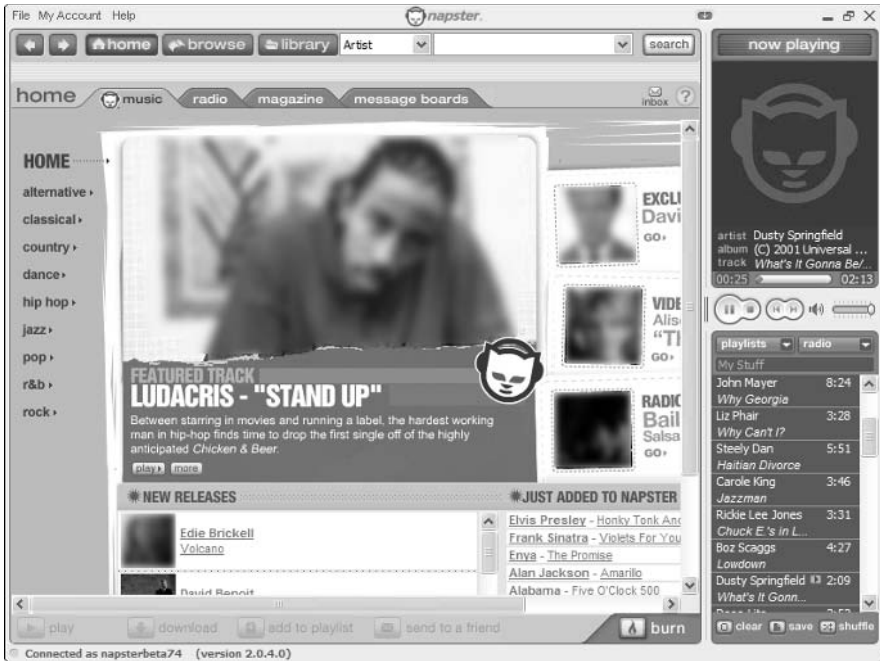 File My Account Help
napster.
home browse library Artist search
now playing
home music radio magazine message boards inbox ?
HOME
alternative
classical
country
dance
hip hop
jazz
pop
r&b
rock
FEATURED TRACK
LUDACRIS - "STAND UP"
Between starring in movies and running a label, the hardest working
man in hip-hop finds time to drop the first single off of the highly
anticipated Chicken & Beer.
play more
EXCLU
Davi
GO
VIDE
Alis
"Th
GO
RADIO
Bail
Salsa
GO
NEW RELEASES
Edie Brickell
Volcano
David Benoit
JUST ADDED TO NAPSTER
Elvis Presley - Honky Tonk Ang
Frank Sinatra - Violets For You
Enya - The Promise
Alan Jackson - Amarillo
Alabama - Five O'Clock 500
artist Dusty Springfield
album (C) 2001 Universal ...
track What's It Gonna Be/...
00:25 02:13
playlists radio
My Stuff
John Mayer 8:24
Why Georgia
Liz Phair 3:28
Why Can't I?
Steely Dan 5:51
Haitian Divorce
Carole King 3:46
Jazzman
Rickie Lee Jones 3:31
Chuck E.'s in L...
Boz Scaggs 4:27
Lowdown
Dusty Springfield 2:09
What's It Gonn...
clear save shuffle
play download add to playlist send to a friend burn
Connected as napsterbeta74 (version 2.0.4.0)